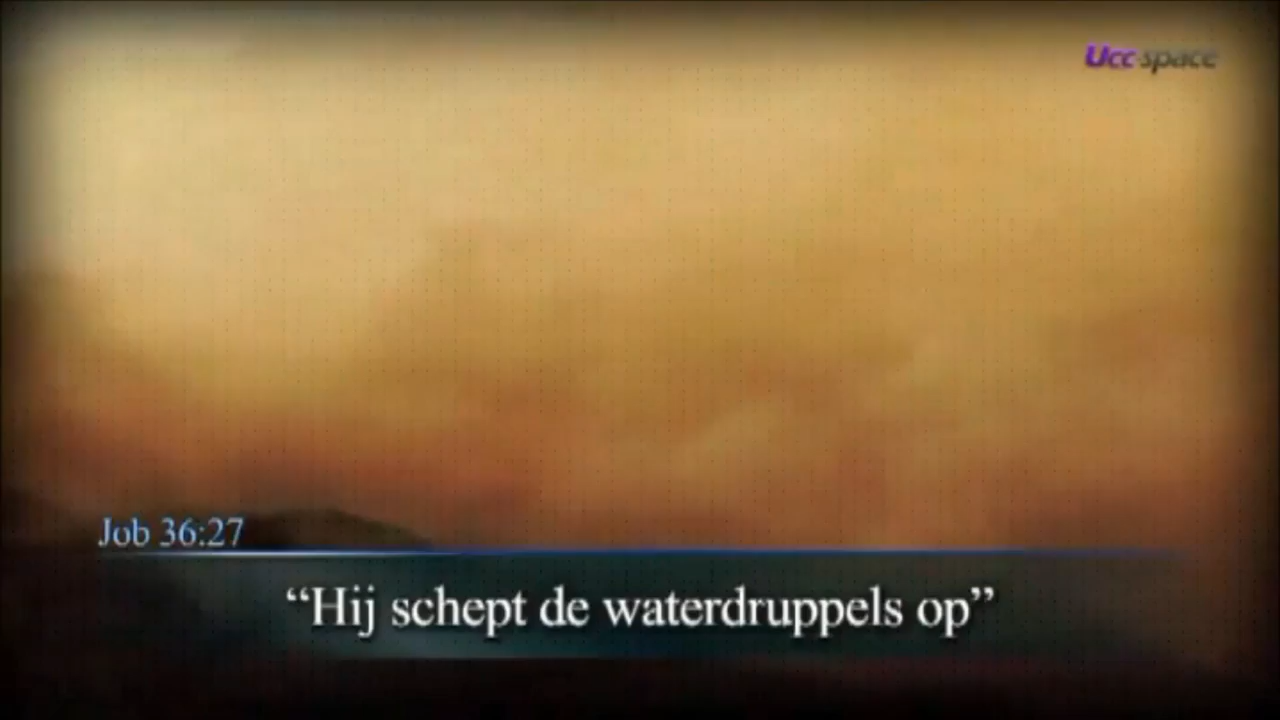 Ucc space
Job 36:27
“Hij schept de waterdruppels op”